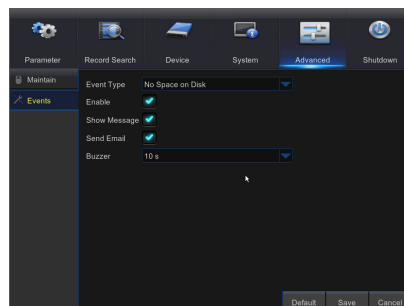 Parameter Record Search Device System Advanced Shutdown
Maintain
Events
Event Type No Space on Disk
Enable
Show Message
Send Email
Buzzer 10 s
Default Save Cancel